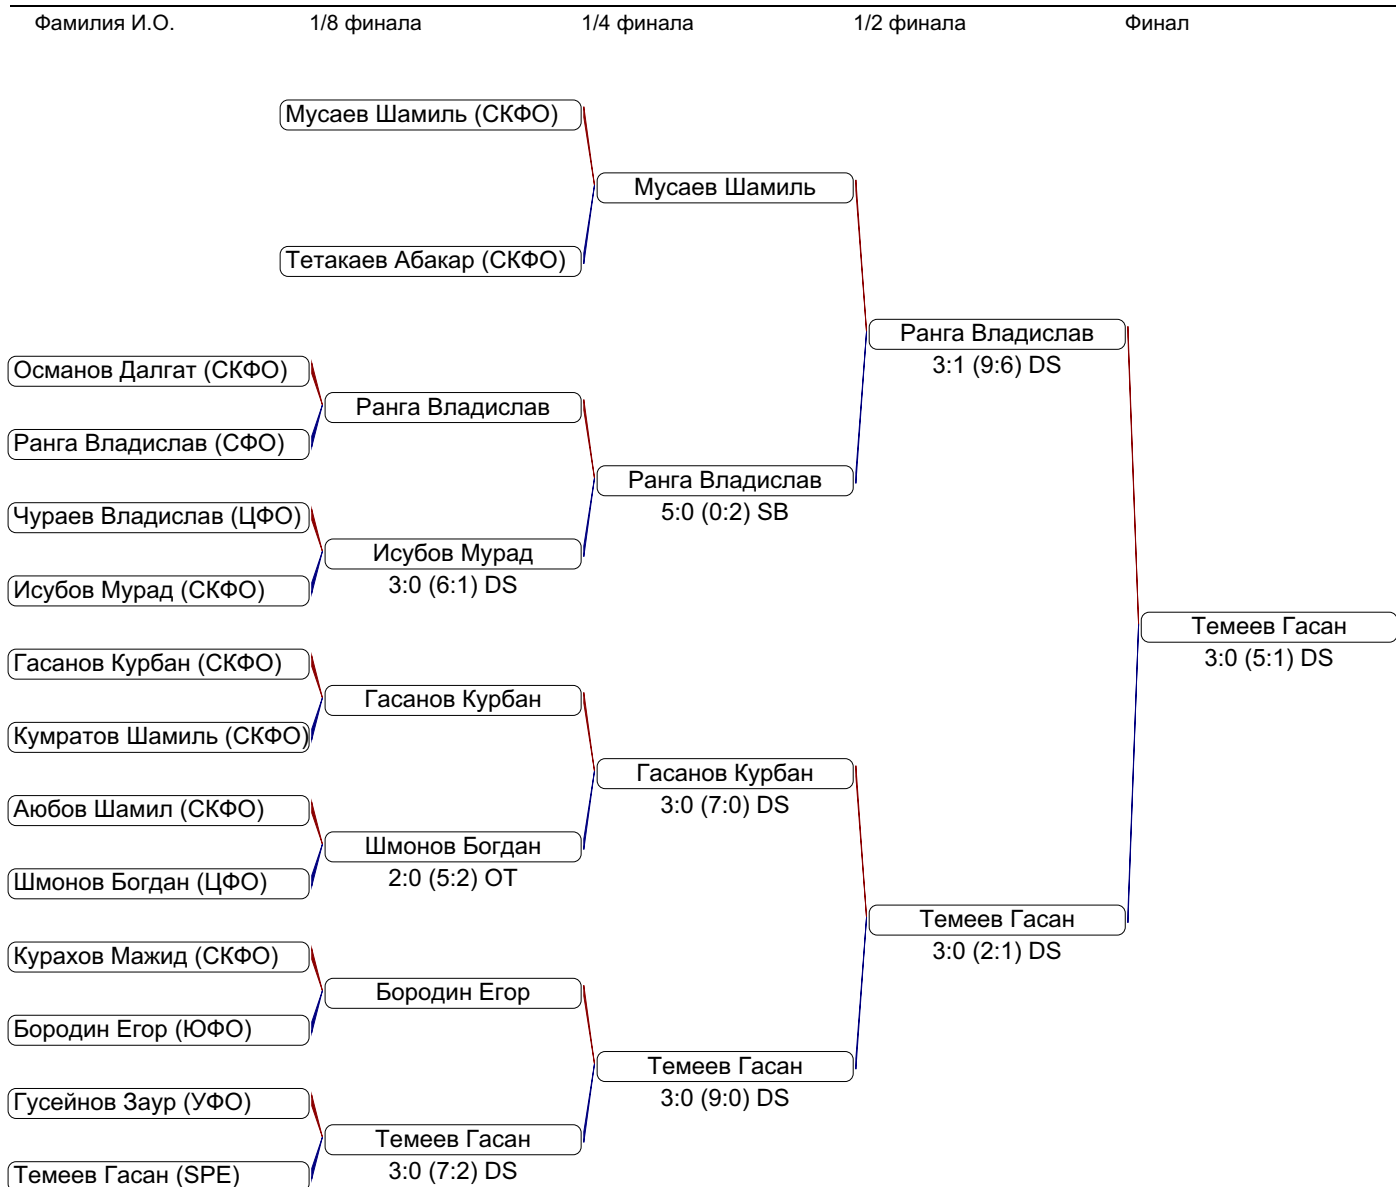 Фамилия И.О. 1/8 финала 1/4 финала 1/2 финала Финал
Мусаев Шамиль (СКФО)
Мусаев Шамиль
Тетакаев Абакар (СКФО)
Ранга Владислав
3:1 (9:6) DS
Османов Далгат (СКФО)
Ранга Владислав
Ранга Владислав (СФО)
Ранга Владислав
5:0 (0:2) SB
Чураев Владислав (ЦФО)
Исубов Мурад
3:0 (6:1) DS
Исубов Мурад (СКФО)
Темеев Гасан
3:0 (5:1) DS
Гасанов Курбан (СКФО)
Гасанов Курбан
Кумратов Шамиль (СКФО)
Гасанов Курбан
3:0 (7:0) DS
Аюбов Шамил (СКФО)
Шмонов Богдан
2:0 (5:2) OT
Шмонов Богдан (ЦФО)
Темеев Гасан
3:0 (2:1) DS
Курахов Мажид (СКФО)
Бородин Егор
Бородин Егор (ЮФО)
Темеев Гасан
3:0 (9:0) DS
Гусейнов Заур (УФО)
Темеев Гасан
3:0 (7:2) DS
Темеев Гасан (SPE)